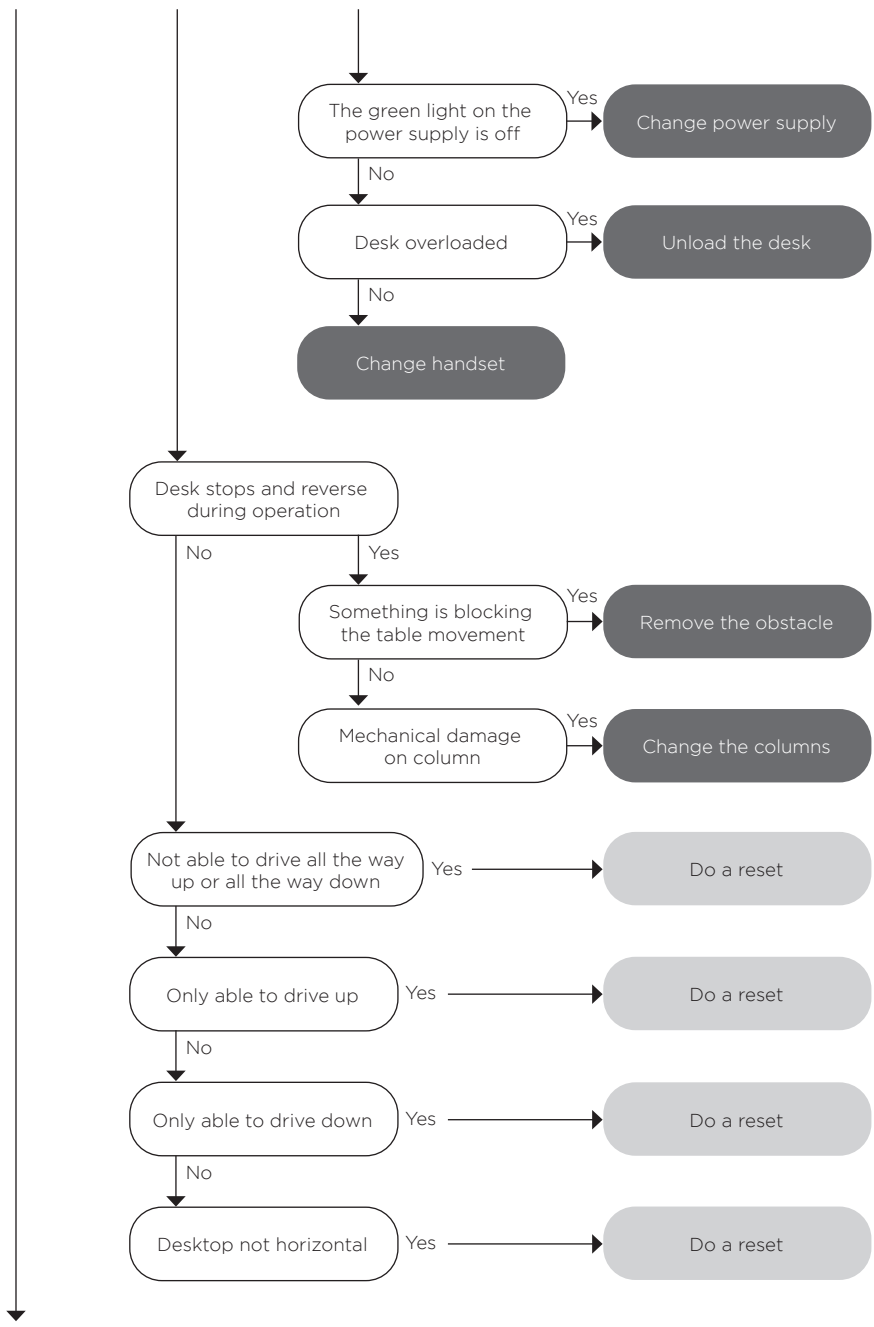 The green light on the
power supply is off
Yes
Change power supply
No
Desk overloaded
Yes
Unload the desk
No
Change handset
Desk stops and reverse
during operation
No
Yes
Something is blocking
the table movement
Yes
Remove the obstacle
No
Mechanical damage
on column
Yes
Change the columns
Not able to drive all the way
up or all the way down
Yes
Do a reset
No
Only able to drive up
Yes
Do a reset
No
Only able to drive down
Yes
Do a reset
No
Desktop not horizontal
Yes
Do a reset